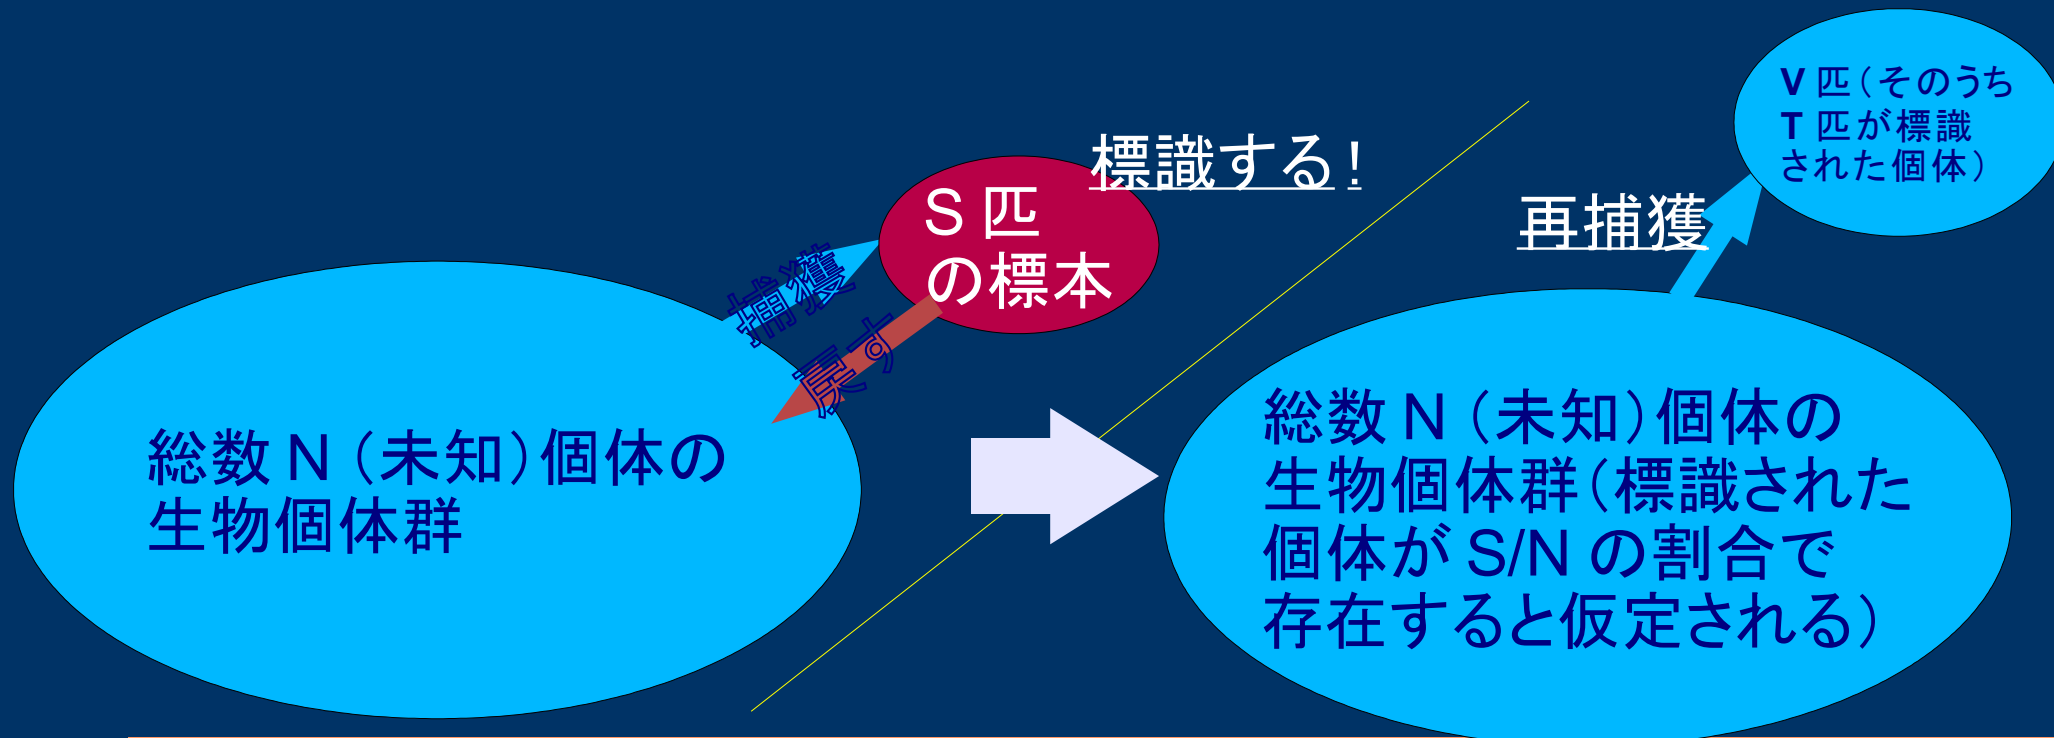 総数 N （未知）個体の
生物個体群
捕獲
戻す
S 匹
の標本
標識する！
再捕獲
V 匹（そのうち
T 匹が標識
された個体）
総数 N （未知）個体の
生物個体群（標識された
個体が S/N の割合で
存在すると仮定される）